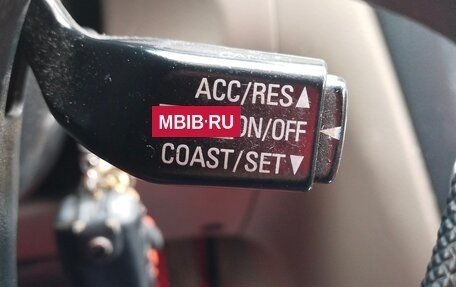 ACC/RES▲
MBIB.RU ON/OFF ◀
COAST/SET▼